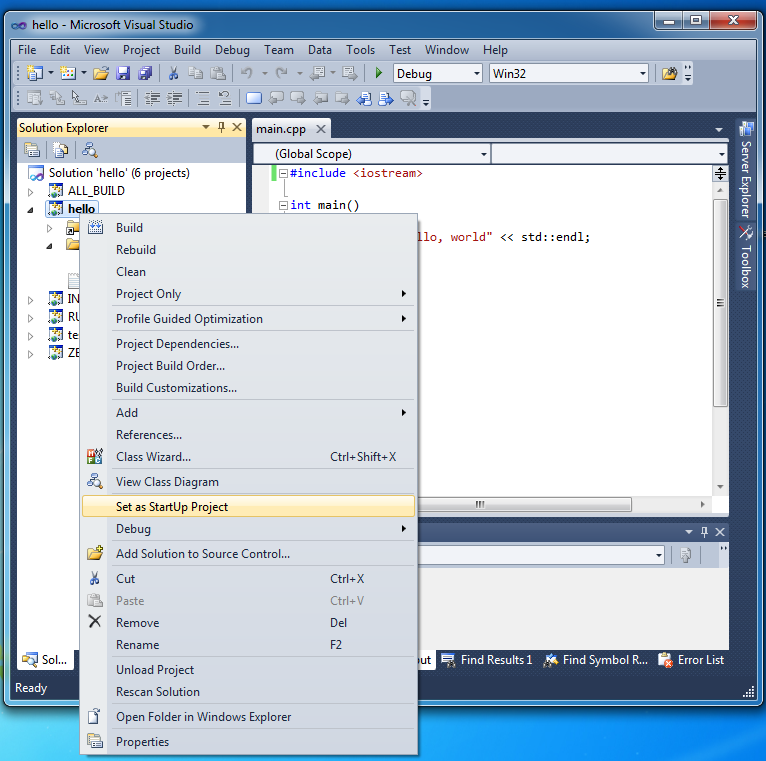 hello - Microsoft Visual Studio
File Edit View Project Build Debug Team Data Tools Test Window Help
Debug Win32
Solution Explorer
main.cpp
(Global Scope)
Solution 'hello' (6 projects)
ALL_BUILD
hello
IN
RU
te
ZE
#include <iostream>
int main()
llo, world" << std::endl;
Server Explorer
Toolbox
Build
Rebuild
Clean
Project Only
Profile Guided Optimization
Project Dependencies...
Project Build Order...
Build Customizations...
Add
References...
Class Wizard... Ctrl+Shift+X
View Class Diagram
Set as StartUp Project
Debug
Add Solution to Source Control...
Cut Ctrl+X
Paste Ctrl+V
Remove Del
Rename F2
Unload Project
Rescan Solution
Open Folder in Windows Explorer
Properties
Sol... out Find Results 1 Find Symbol R... Error List
Ready